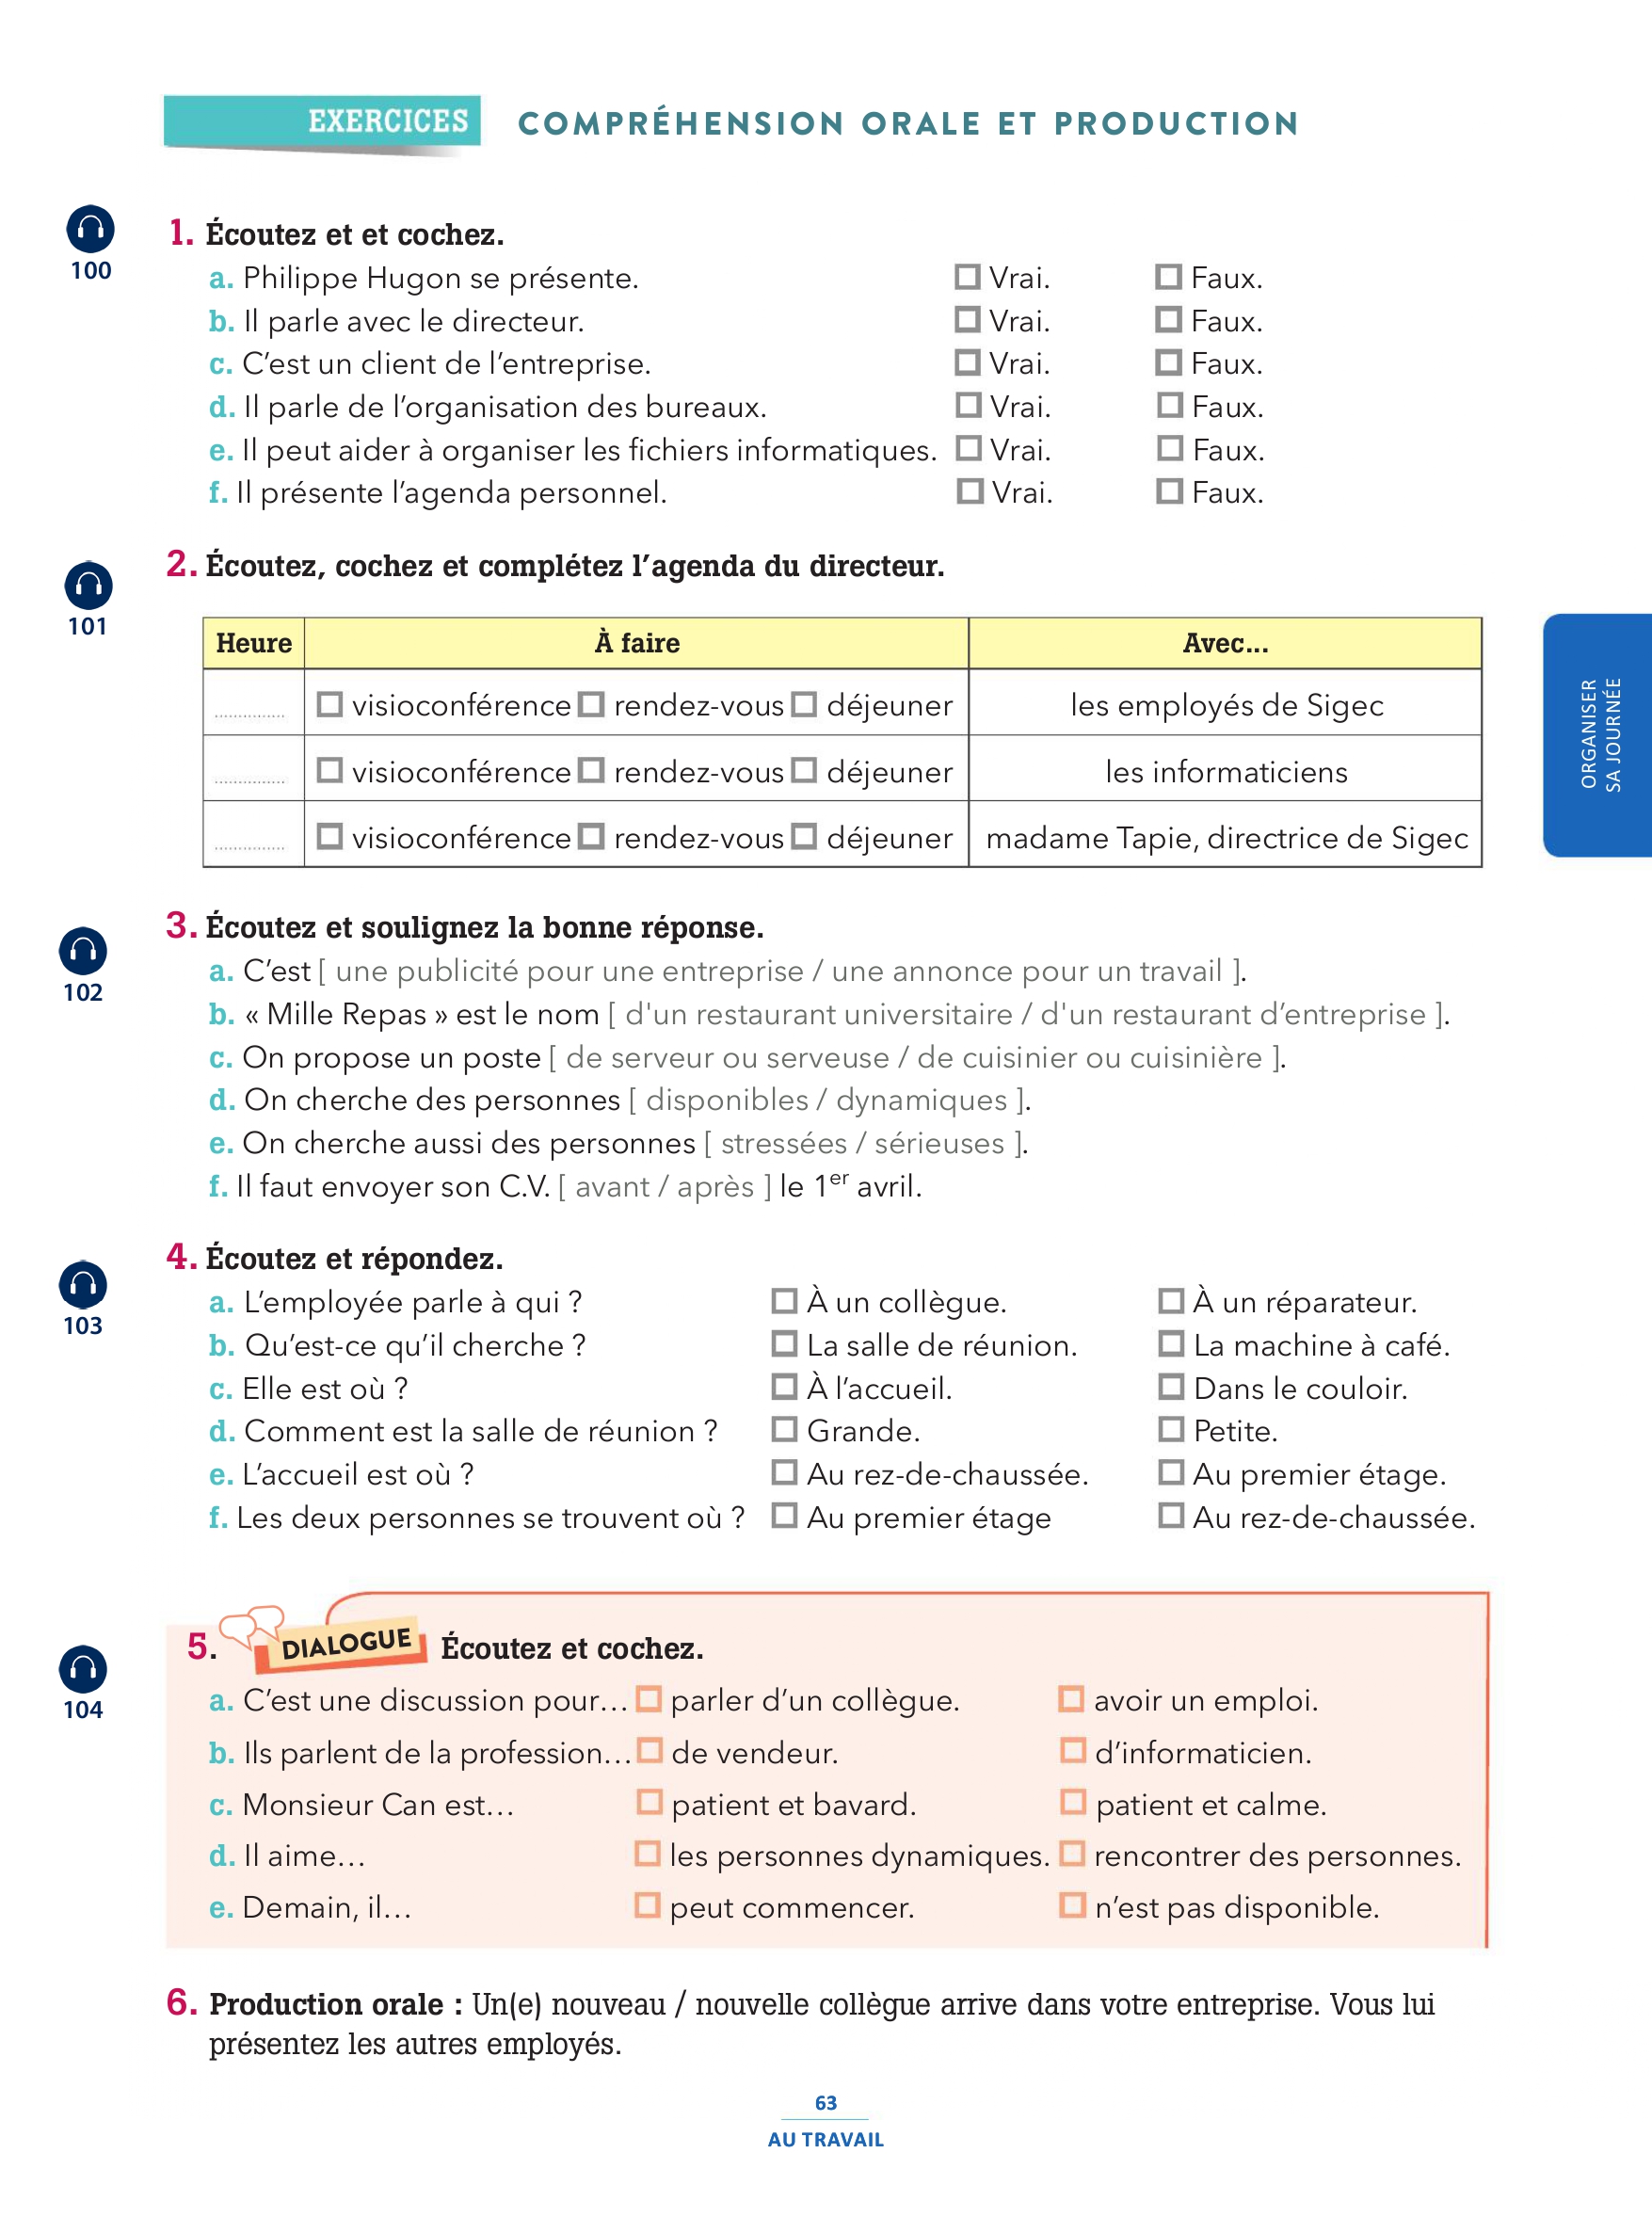 EXERCICES COMPRÉHENSION ORALE ET PRODUCTION
100
1. Écoutez et et cochez.
a. Philippe Hugon se présente. Vrai. Faux.
b. Il parle avec le directeur. Vrai. Faux.
c. C’est un client de l’entreprise. Vrai. Faux.
d. Il parle de l’organisation des bureaux. Vrai. Faux.
e. Il peut aider à organiser les fichiers informatiques. Vrai. Faux.
f. Il présente l’agenda personnel. Vrai. Faux.
101
2. Écoutez, cochez et complétez l’agenda du directeur.
Heure À faire Avec...
............... visioconférence rendez-vous déjeuner les employés de Sigec
............... visioconférence rendez-vous déjeuner les informaticiens
............... visioconférence rendez-vous déjeuner madame Tapie, directrice de Sigec
ORGANISER
SA JOURNÉE
102
3. Écoutez et soulignez la bonne réponse.
a. C’est [ une publicité pour une entreprise / une annonce pour un travail ].
b. « Mille Repas » est le nom [ d'un restaurant universitaire / d'un restaurant d’entreprise ].
c. On propose un poste [ de serveur ou serveuse / de cuisinier ou cuisinière ].
d. On cherche des personnes [ disponibles / dynamiques ].
e. On cherche aussi des personnes [ stressées / sérieuses ].
f. Il faut envoyer son C.V. [ avant / après ] le 1er avril.
103
4. Écoutez et répondez.
a. L’employée parle à qui ? À un collègue. À un réparateur.
b. Qu’est-ce qu’il cherche ? La salle de réunion. La machine à café.
c. Elle est où ? À l’accueil. Dans le couloir.
d. Comment est la salle de réunion ? Grande. Petite.
e. L’accueil est où ? Au rez-de-chaussée. Au premier étage.
f. Les deux personnes se trouvent où ? Au premier étage Au rez-de-chaussée.
104
5. DIALOGUE Écoutez et cochez.
a. C’est une discussion pour… parler d’un collègue. avoir un emploi.
b. Ils parlent de la profession… de vendeur. d’informaticien.
c. Monsieur Can est… patient et bavard. patient et calme.
d. Il aime… les personnes dynamiques. rencontrer des personnes.
e. Demain, il… peut commencer. n’est pas disponible.
6. Production orale : Un(e) nouveau / nouvelle collègue arrive dans votre entreprise. Vous lui
présentez les autres employés.
63
AU TRAVAIL